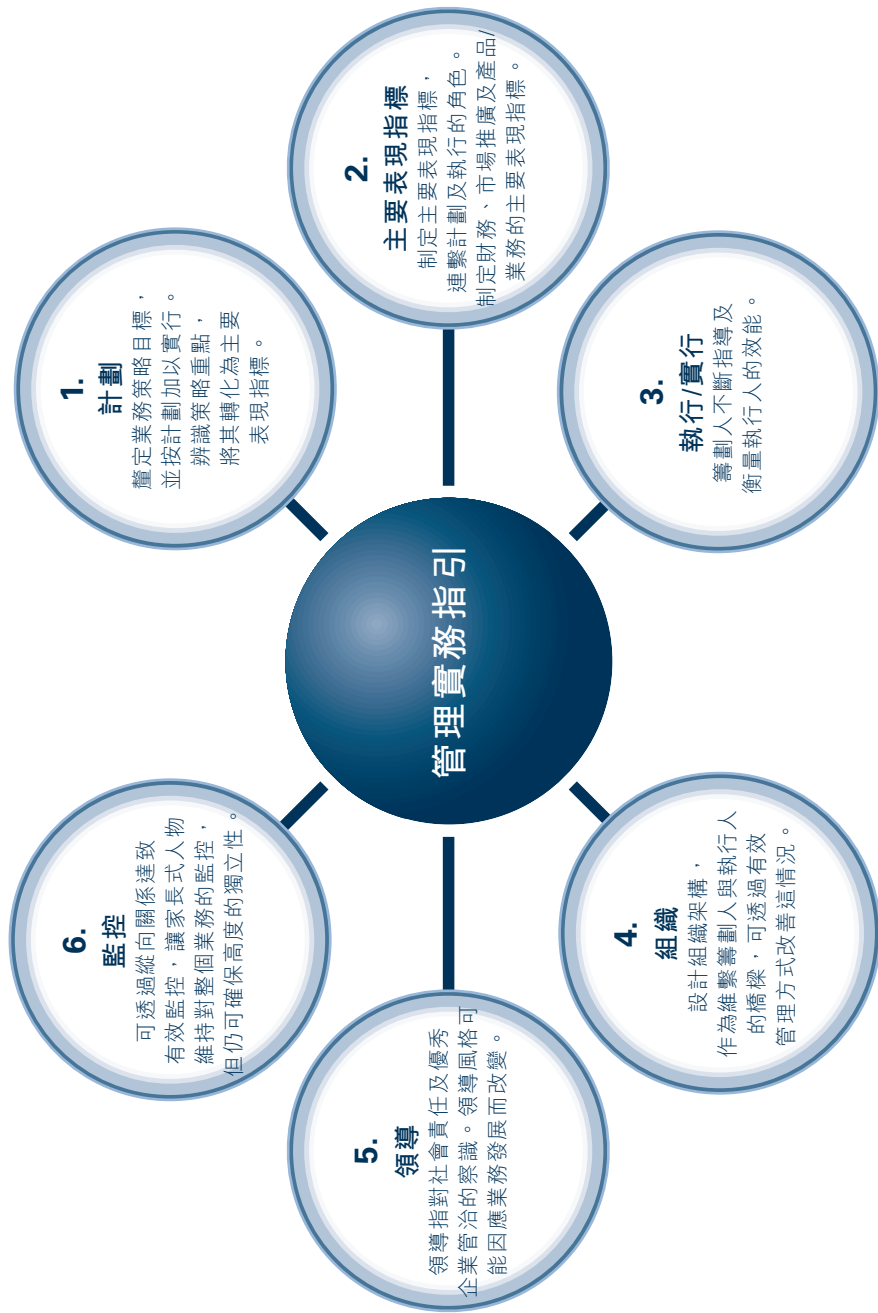 管理實務指引
1.
計劃
釐定業務策略目標，
並按計劃加以實行。
辨識策略重點，
將其轉化為主要
表現指標。
2.
主要表現指標
制定主要表現指標，
連繫計劃及執行的角色。
制定財務、市場推廣及產品/
業務的主要表現指標。
3.
執行/實行
籌劃人不斷指導及
衡量執行人的效能。
4.
組織
設計組織架構，
作為維繫籌劃人與執行人
的橋樑，可透過有效
管理方式改善這情況。
5.
領導
領導指對社會責任及優秀
企業管治的察識。領導風格可
能因應業務發展而改變。
6.
監控
可透過縱向關係達致
有效監控，讓家長式人物
維持對整個業務的監控，
但仍可確保高度的獨立性。